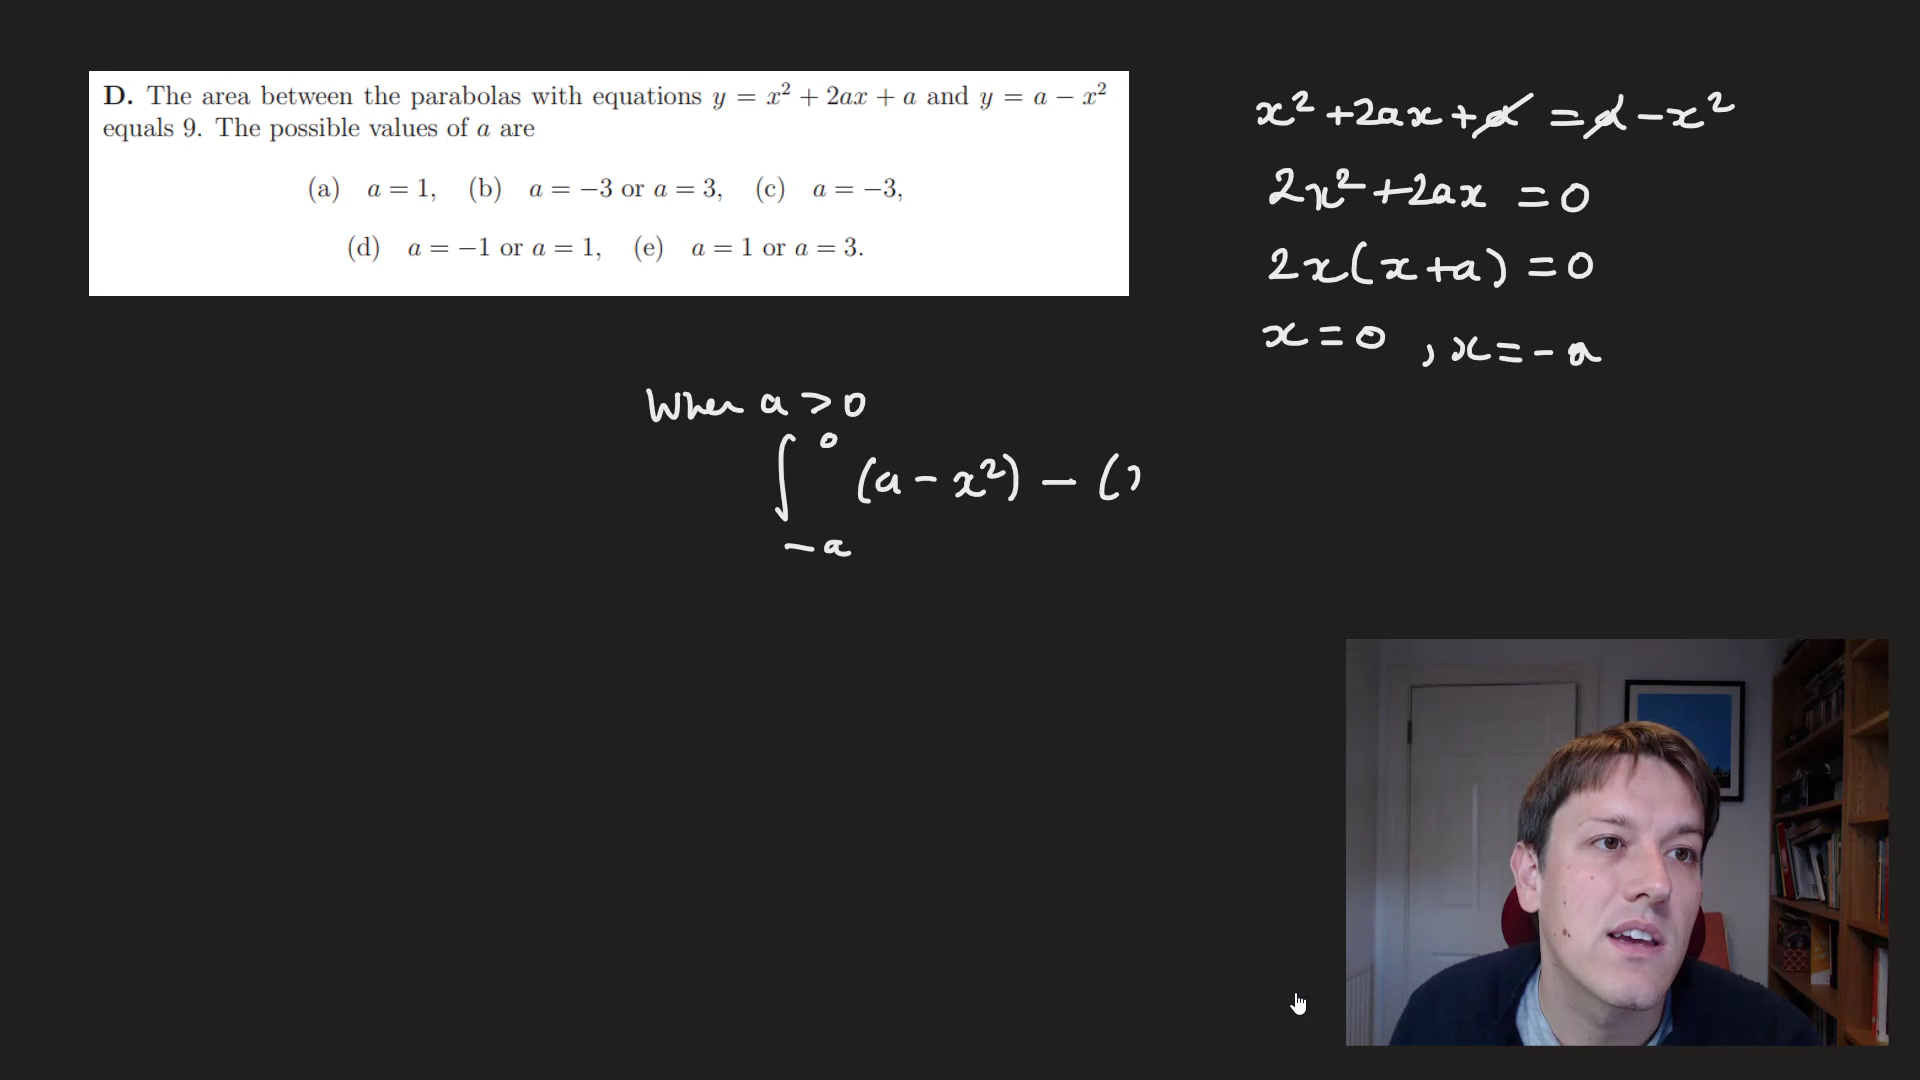 D. The area between the parabolas with equations y = x² + 2ax + a and y = a − x²
equals 9. The possible values of a are
(a) a = 1, (b) a = −3 or a = 3, (c) a = −3,
(d) a = −1 or a = 1, (e) a = 1 or a = 3.
x² + 2ax + a = a − x²
2x² + 2ax = 0
2x(x + a) = 0
x = 0 , x = −a
When a > 0
∫ 0 (a − x²) − (
−a